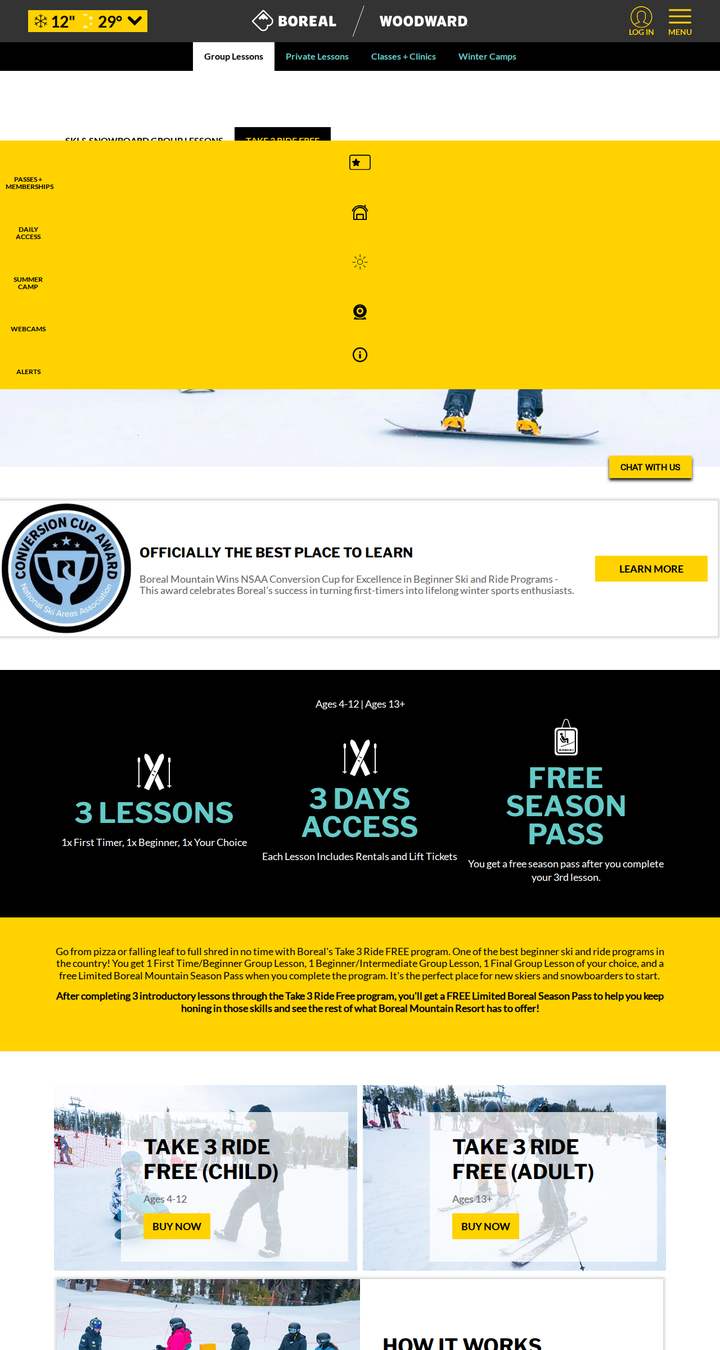 12" 29°
BOREAL
WOODWARD
LOG IN
MENU
Group Lessons
Private Lessons
Classes + Clinics
Winter Camps
SKI & SNOWBOARD GROUP LESSONS
TAKE 3 RIDE FREE
PASSES +
MEMBERSHIPS
DAILY
ACCESS
SUMMER
CAMP
WEBCAMS
ALERTS
CHAT WITH US
CONVERSION CUP AWARD
National Ski Areas Association
OFFICIALLY THE BEST PLACE TO LEARN
Boreal Mountain Wins NSAA Conversion Cup for Excellence in Beginner Ski and Ride Programs -
This award celebrates Boreal's success in turning first-timers into lifelong winter sports enthusiasts.
LEARN MORE
Ages 4-12 | Ages 13+
3 LESSONS
1x First Timer, 1x Beginner, 1x Your Choice
3 DAYS
ACCESS
Each Lesson Includes Rentals and Lift Tickets
FREE
SEASON
PASS
You get a free season pass after you complete
your 3rd lesson.
Go from pizza or falling leaf to full shred in no time with Boreal's Take 3 Ride FREE program. One of the best beginner ski and ride programs in
the country! You get 1 First Time/Beginner Group Lesson, 1 Beginner/Intermediate Group Lesson, 1 Final Group Lesson of your choice, and a
free Limited Boreal Mountain Season Pass when you complete the program. It's the perfect place for new skiers and snowboarders to start.
After completing 3 introductory lessons through the Take 3 Ride Free program, you'll get a FREE Limited Boreal Season Pass to help you keep
honing in those skills and see the rest of what Boreal Mountain Resort has to offer!
TAKE 3 RIDE
FREE (CHILD)
Ages 4-12
BUY NOW
TAKE 3 RIDE
FREE (ADULT)
Ages 13+
BUY NOW
HOW IT WORKS